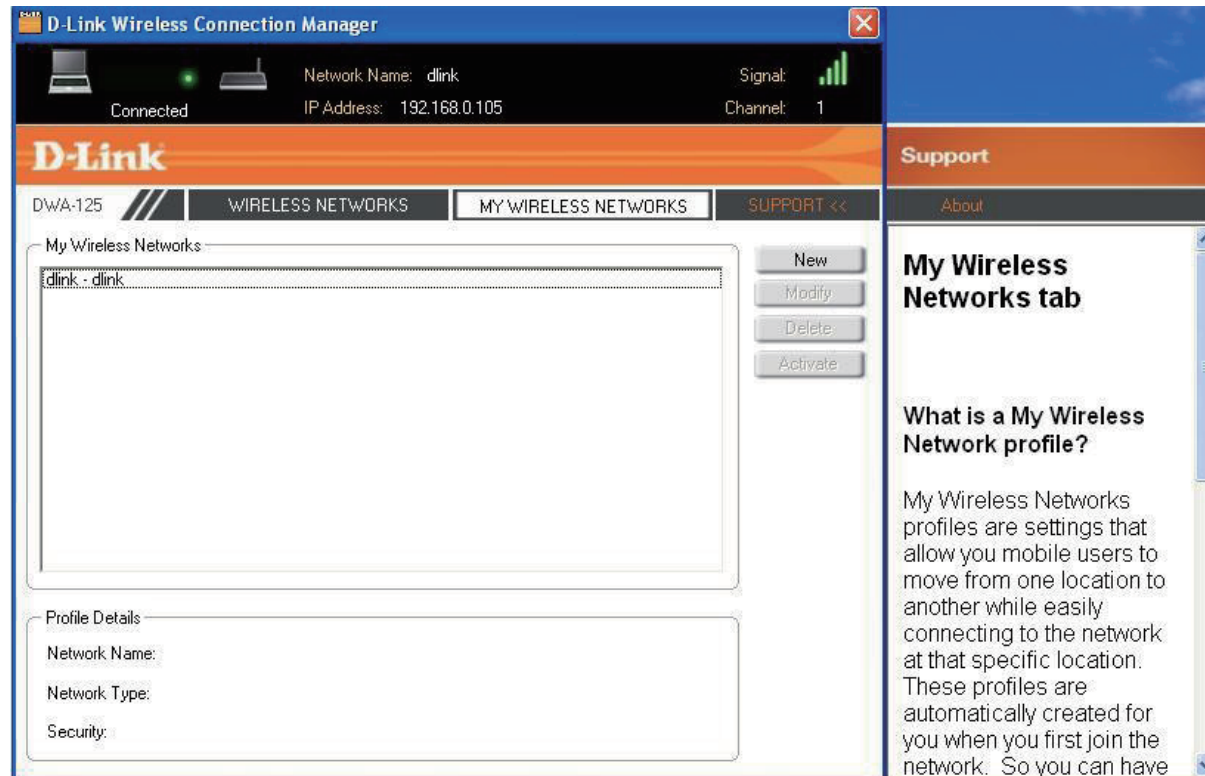 D-Link Wireless Connection Manager
Network Name: dlink
Signal:
Connected
IP Address: 192.168.0.105
Channel: 1
D-Link
DWA-125
WIRELESS NETWORKS
MY WIRELESS NETWORKS
SUPPORT <<
My Wireless Networks
dlink - dlink
New
Modify
Delete
Activate
Profile Details
Network Name:
Network Type:
Security:
Support
About
My Wireless
Networks tab
What is a My Wireless
Network profile?
My Wireless Networks
profiles are settings that
allow you mobile users to
move from one location to
another while easily
connecting to the network
at that specific location.
These profiles are
automatically created for
you when you first join the
network. So you can have